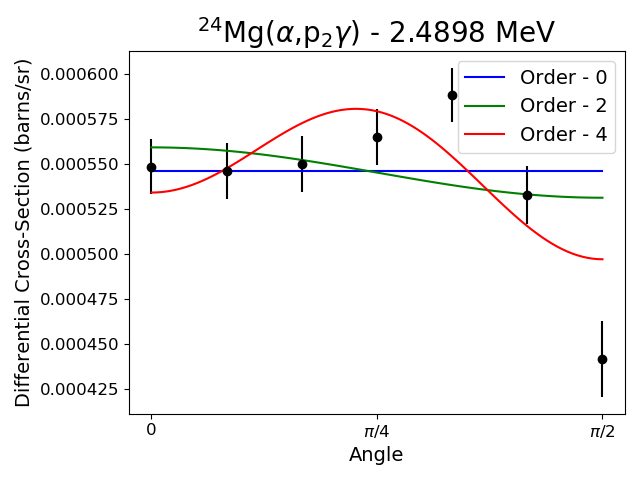 ²⁴Mg(α,p₂γ) - 2.4898 MeV
Order - 0
Order - 2
Order - 4
0.000600
0.000575
0.000550
0.000525
0.000500
0.000475
0.000450
0.000425
Differential Cross-Section (barns/sr)
0
π/4
π/2
Angle